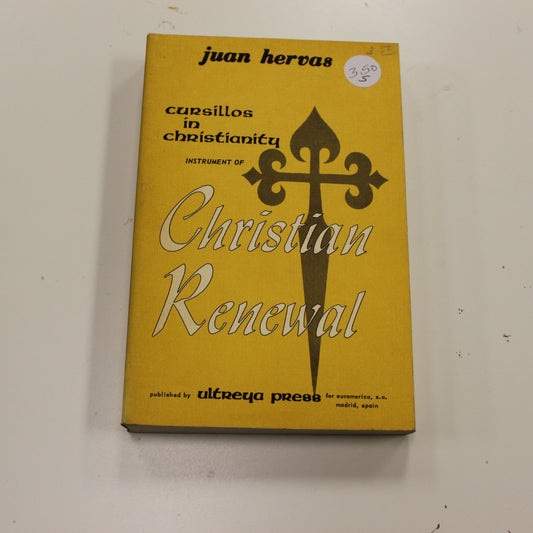 juan hervas
3.50
S
cursillos
in
christianity
INSTRUMENT OF
Christian
Renewal
published by ultreya press for euramerica, s.a.
madrid, spain